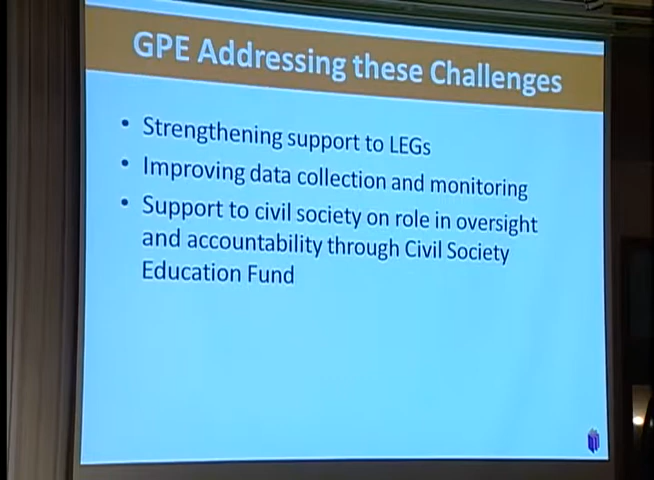 GPE Addressing these Challenges
• Strengthening support to LEGs
• Improving data collection and monitoring
• Support to civil society on role in oversight
and accountability through Civil Society
Education Fund